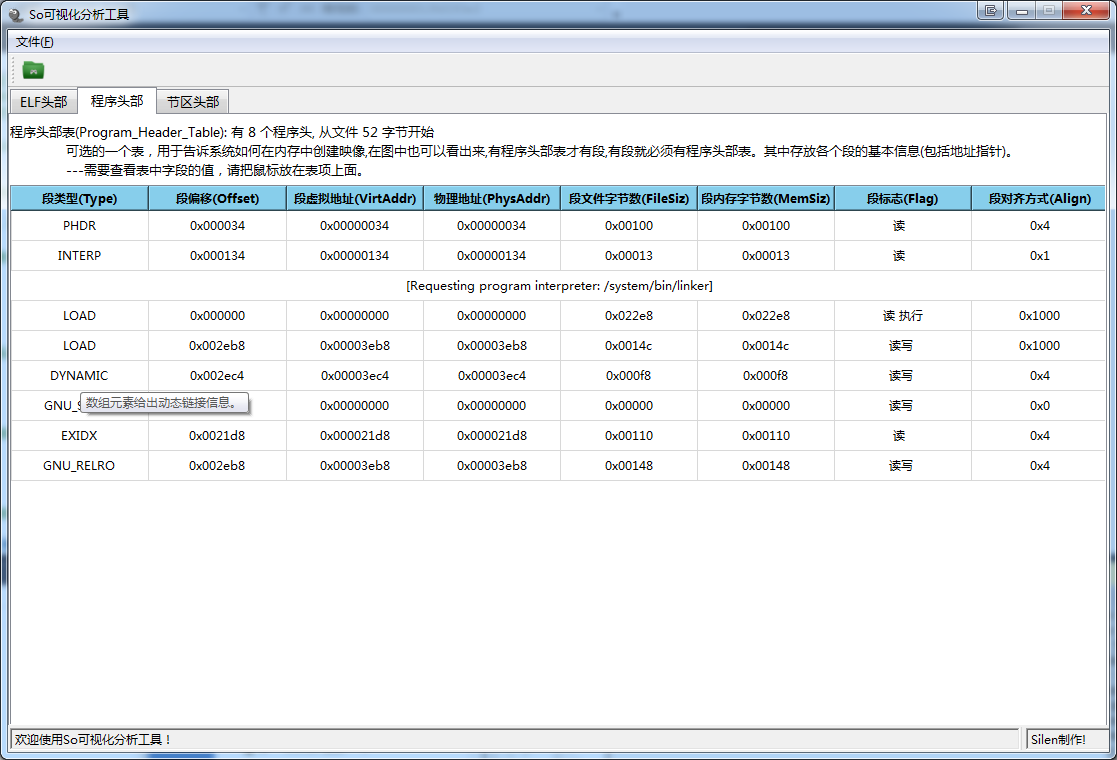 So可视化分析工具
文件(F)
ELF头部 程序头部 节区头部
程序头部表(Program_Header_Table): 有 8 个程序头, 从文件 52 字节开始
可选的一个表，用于告诉系统如何在内存中创建映像,在图中也可以看出来,有程序头部表才有段,有段就必须有程序头部表。其中存放各个段的基本信息(包括地址指针)。
---需要查看表中字段的值，请把鼠标放在表项上面。
段类型(Type) 段偏移(Offset) 段虚拟地址(VirtAddr) 物理地址(PhysAddr) 段文件字节数(FileSiz) 段内存字节数(MemSiz) 段标志(Flag) 段对齐方式(Align)
PHDR 0x000034 0x00000034 0x00000034 0x00100 0x00100 读 0x4
INTERP 0x000134 0x00000134 0x00000134 0x00013 0x00013 读 0x1
[Requesting program interpreter: /system/bin/linker]
LOAD 0x000000 0x00000000 0x00000000 0x022e8 0x022e8 读 执行 0x1000
LOAD 0x002eb8 0x00003eb8 0x00003eb8 0x0014c 0x0014c 读写 0x1000
DYNAMIC 0x002ec4 0x00003ec4 0x00003ec4 0x000f8 0x000f8 读写 0x4
GNU_ 0x00000000 0x00000000 0x00000 0x00000 读写 0x0
数组元素给出动态链接信息。
EXIDX 0x0021d8 0x000021d8 0x000021d8 0x00110 0x00110 读 0x4
GNU_RELRO 0x002eb8 0x00003eb8 0x00003eb8 0x00148 0x00148 读写 0x4
欢迎使用So可视化分析工具！ Silen制作!